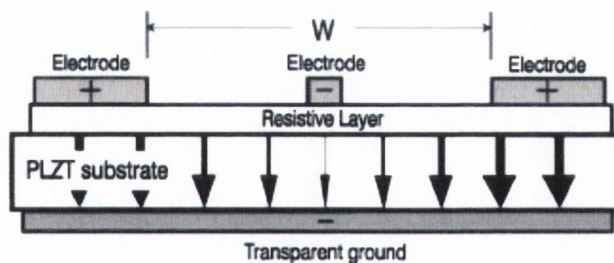 W
Electrode Electrode Electrode
+ − +
Resistive Layer
PLZT substrate
−
Transparent ground